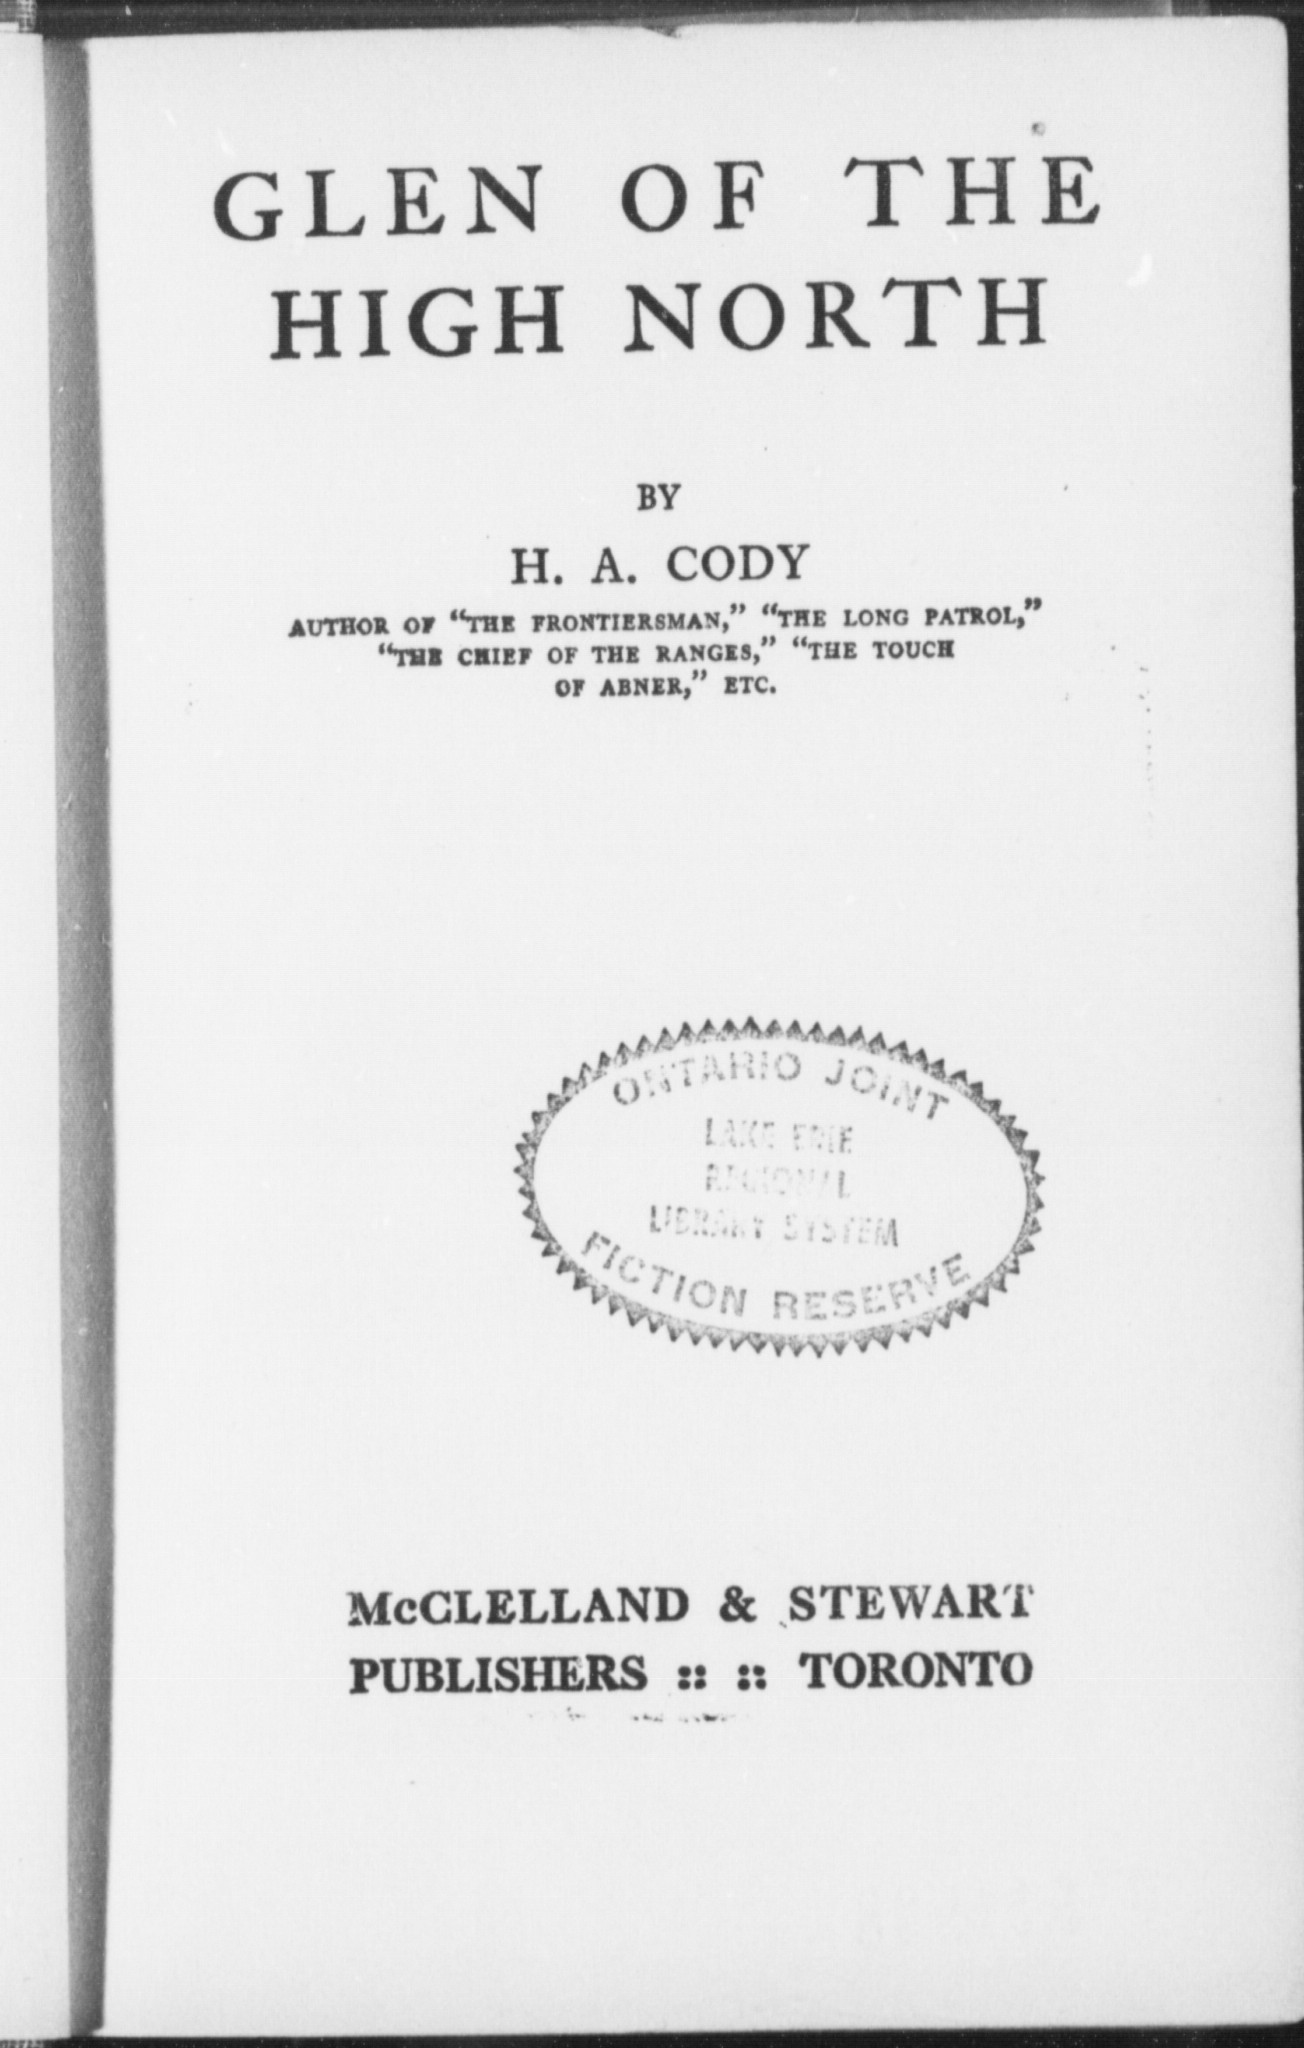 GLEN OF THE
HIGH NORTH
BY
H. A. CODY
AUTHOR OF “THE FRONTIERSMAN,” “THE LONG PATROL,”
“THE CHIEF OF THE RANGES,” “THE TOUCH
OF ABNER,” ETC.
ONTARIO JOINT
LAKE ERIE
REGIONAL
LIBRARY SYSTEM
FICTION RESERVE
McCLELLAND & STEWART
PUBLISHERS :: :: TORONTO